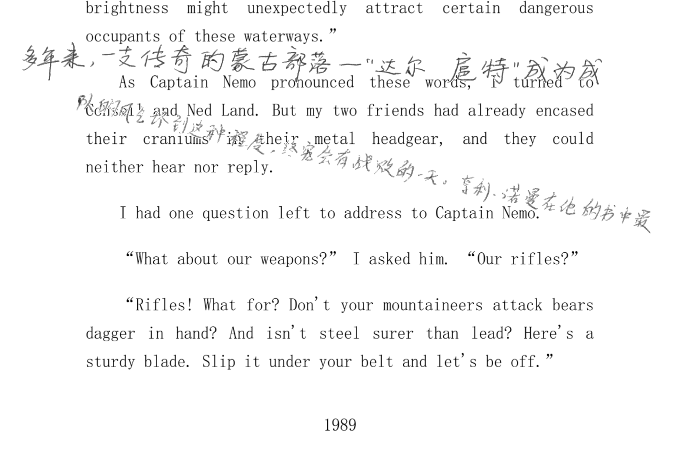 brightness might unexpectedly attract certain dangerous
occupants of these waterways.”
多年来，一支传奇的蒙古部落一“达尔 扈特”成为成
As Captain Nemo pronounced these words, I turned to
Conseil and Ned Land. But my two friends had already encased
到这种程度，终究会有战败的一天。亨利.诺曼在他的书中最
their craniums in their metal headgear, and they could
neither hear nor reply.
I had one question left to address to Captain Nemo.
“What about our weapons?” I asked him. “Our rifles?”
“Rifles! What for? Don't your mountaineers attack bears
dagger in hand? And isn't steel surer than lead? Here's a
sturdy blade. Slip it under your belt and let's be off.”
1989